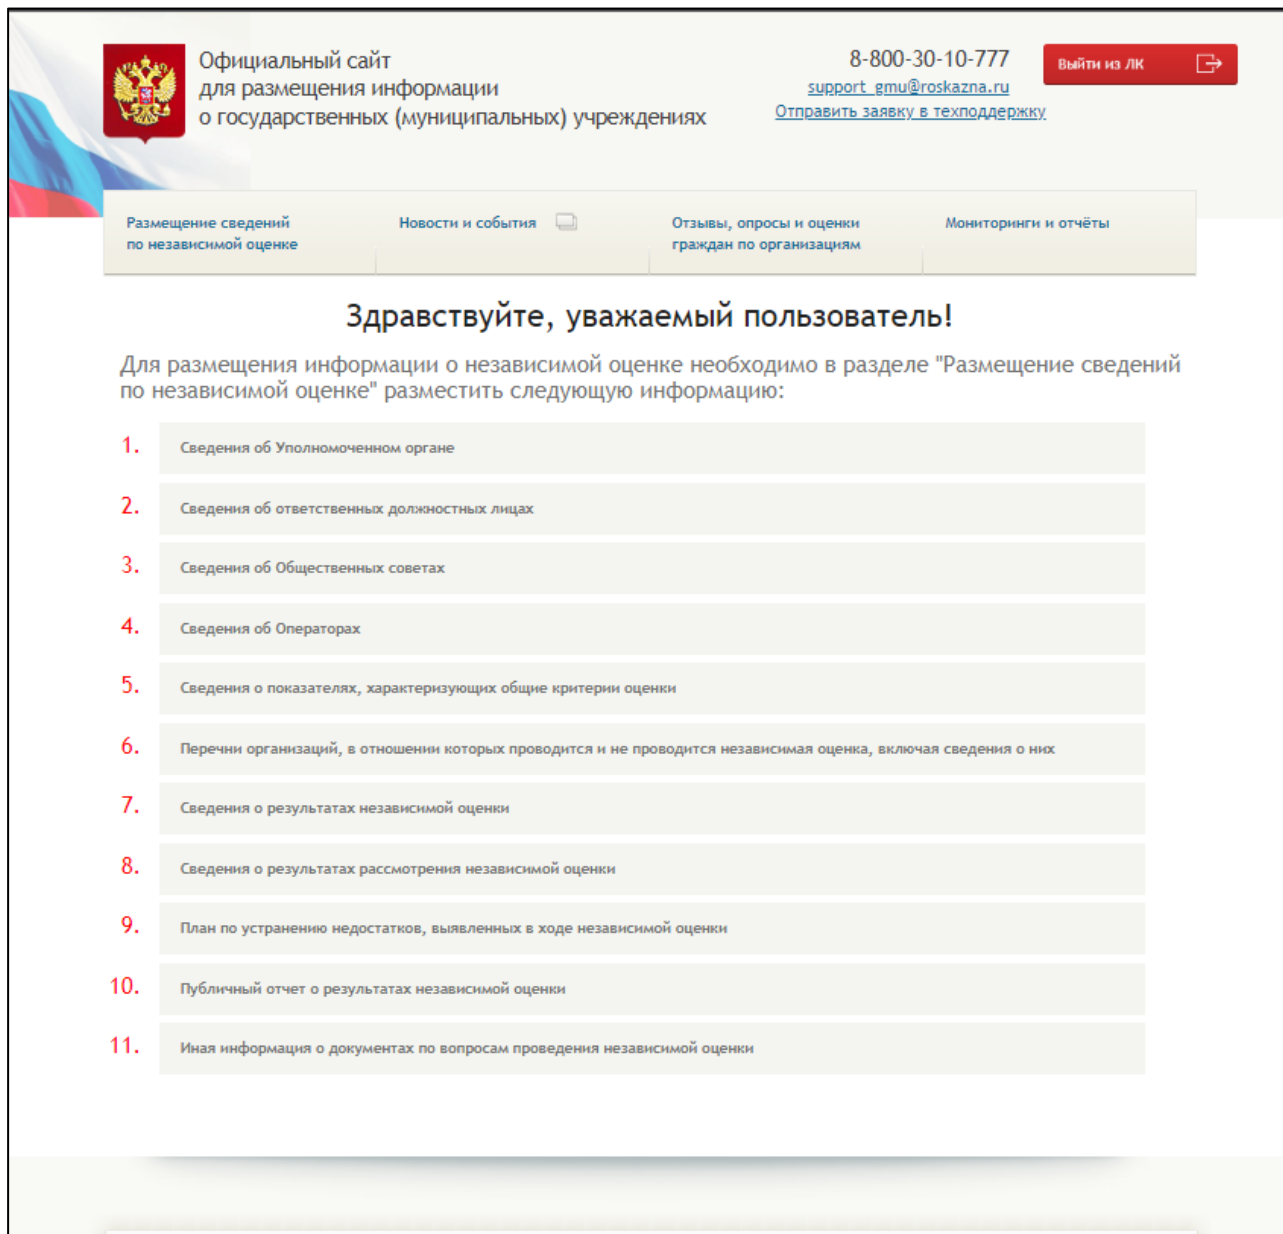 Официальный сайт
для размещения информации
о государственных (муниципальных) учреждениях
8-800-30-10-777
support_gmu@roskazna.ru
Отправить заявку в техподдержку
Выйти из ЛК
Размещение сведений
по независимой оценке
Новости и события
Отзывы, опросы и оценки
граждан по организациям
Мониторинги и отчёты
Здравствуйте, уважаемый пользователь!
Для размещения информации о независимой оценке необходимо в разделе "Размещение сведений
по независимой оценке" разместить следующую информацию:
1. Сведения об Уполномоченном органе
2. Сведения об ответственных должностных лицах
3. Сведения об Общественных советах
4. Сведения об Операторах
5. Сведения о показателях, характеризующих общие критерии оценки
6. Перечни организаций, в отношении которых проводится и не проводится независимая оценка, включая сведения о них
7. Сведения о результатах независимой оценки
8. Сведения о результатах рассмотрения независимой оценки
9. План по устранению недостатков, выявленных в ходе независимой оценки
10. Публичный отчет о результатах независимой оценки
11. Иная информация о документах по вопросам проведения независимой оценки